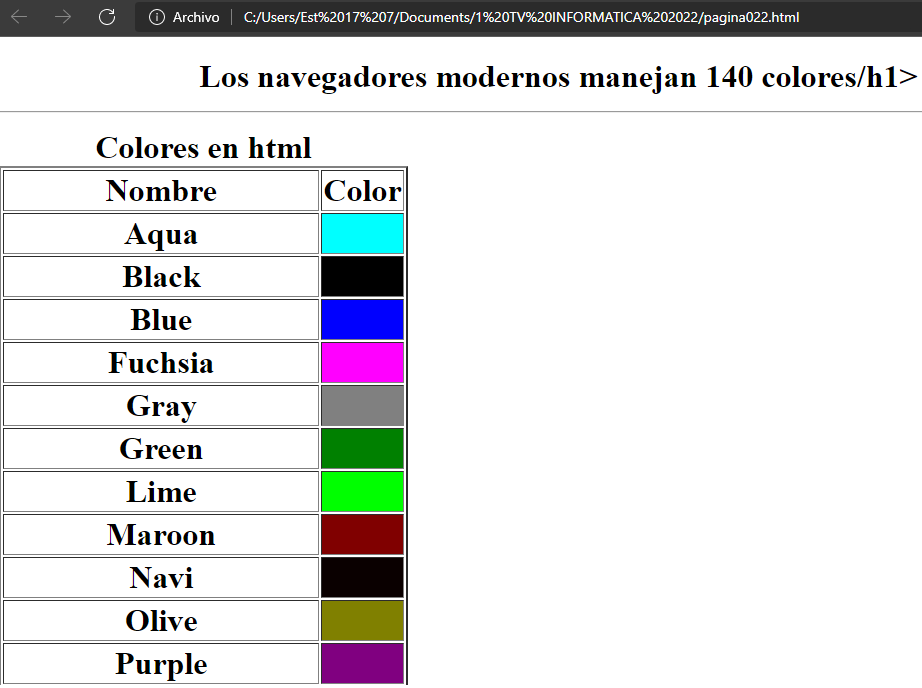 Archivo C:/Users/Est%2017%207/Documents/1%20TV%20INFORMATICA%202022/pagina022.html
Los navegadores modernos manejan 140 colores/h1>
Colores en html
Nombre Color
Aqua
Black
Blue
Fuchsia
Gray
Green
Lime
Maroon
Navi
Olive
Purple